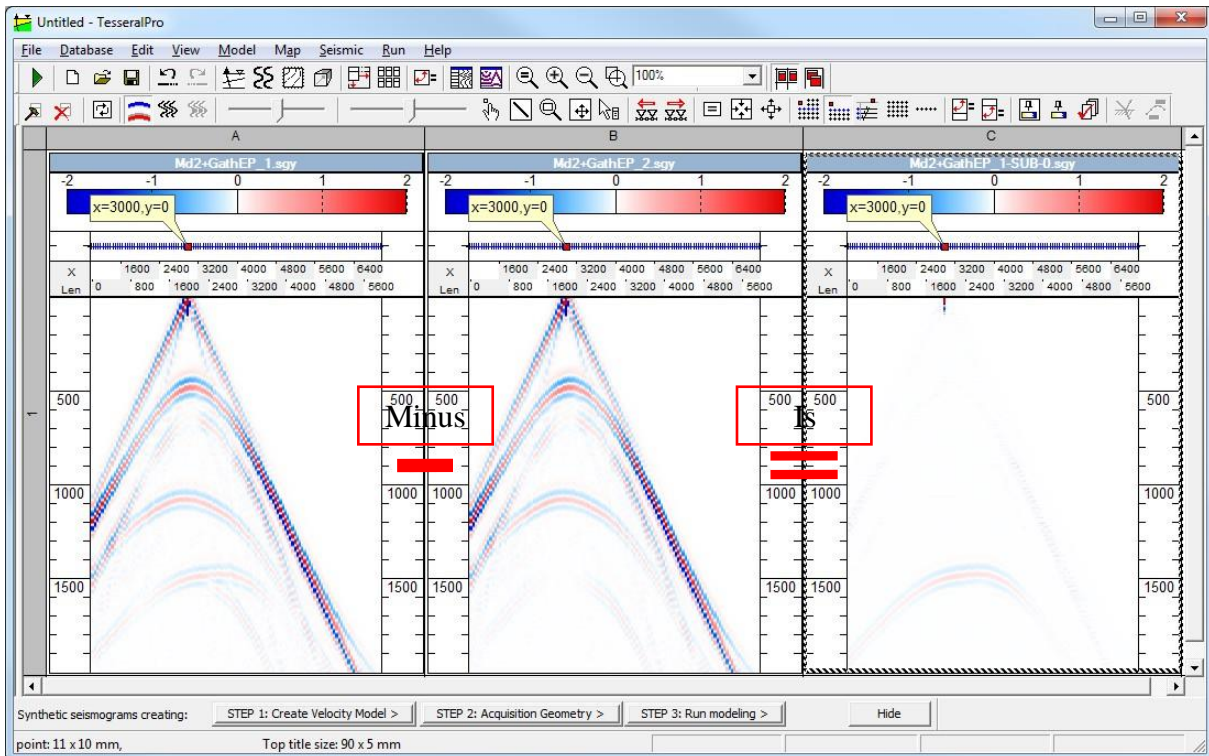 Untitled - TesseralPro
File Database Edit View Model Map Seismic Run Help
100%
A B C
Md2+GathEP_1.sgy Md2+GathEP_2.sgy Md2+GathEP_1-SUB-0.sgy
-2 -1 0 1 2 -2 -1 0 1 2 -2 -1 0 1 2
x=3000,y=0 x=3000,y=0 x=3000,y=0
X 1600 2400 3200 4000 4800 5600 6400 X 1600 2400 3200 4000 4800 5600 6400 X 1600 2400 3200 4000 4800 5600 6400
Len 0 800 1600 2400 3200 4000 4800 5600 Len 0 800 1600 2400 3200 4000 4800 5600 Len 0 800 1600 2400 3200 4000 4800 5600
500 500 500 500 500 500
Minus Is
1
1000 1000 1000 1000 1000 1000
1500 1500 1500 1500 1500 1500
Synthetic seismograms creating: STEP 1: Create Velocity Model > STEP 2: Acquisition Geometry > STEP 3: Run modeling > Hide
point: 11 x 10 mm, Top title size: 90 x 5 mm